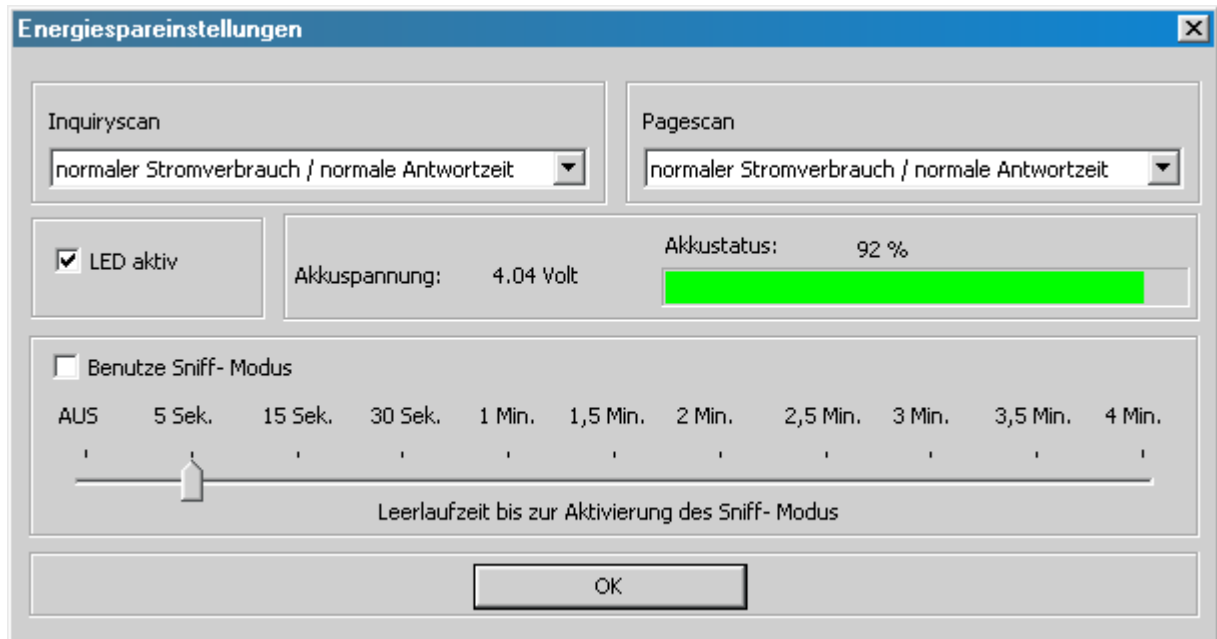 Energiespareinstellungen
Inquiryscan
Pagescan
normaler Stromverbrauch / normale Antwortzeit
normaler Stromverbrauch / normale Antwortzeit
LED aktiv
Akkuspannung: 4.04 Volt
Akkustatus: 92 %
Benutze Sniff- Modus
AUS 5 Sek. 15 Sek. 30 Sek. 1 Min. 1,5 Min. 2 Min. 2,5 Min. 3 Min. 3,5 Min. 4 Min.
Leerlaufzeit bis zur Aktivierung des Sniff- Modus
OK